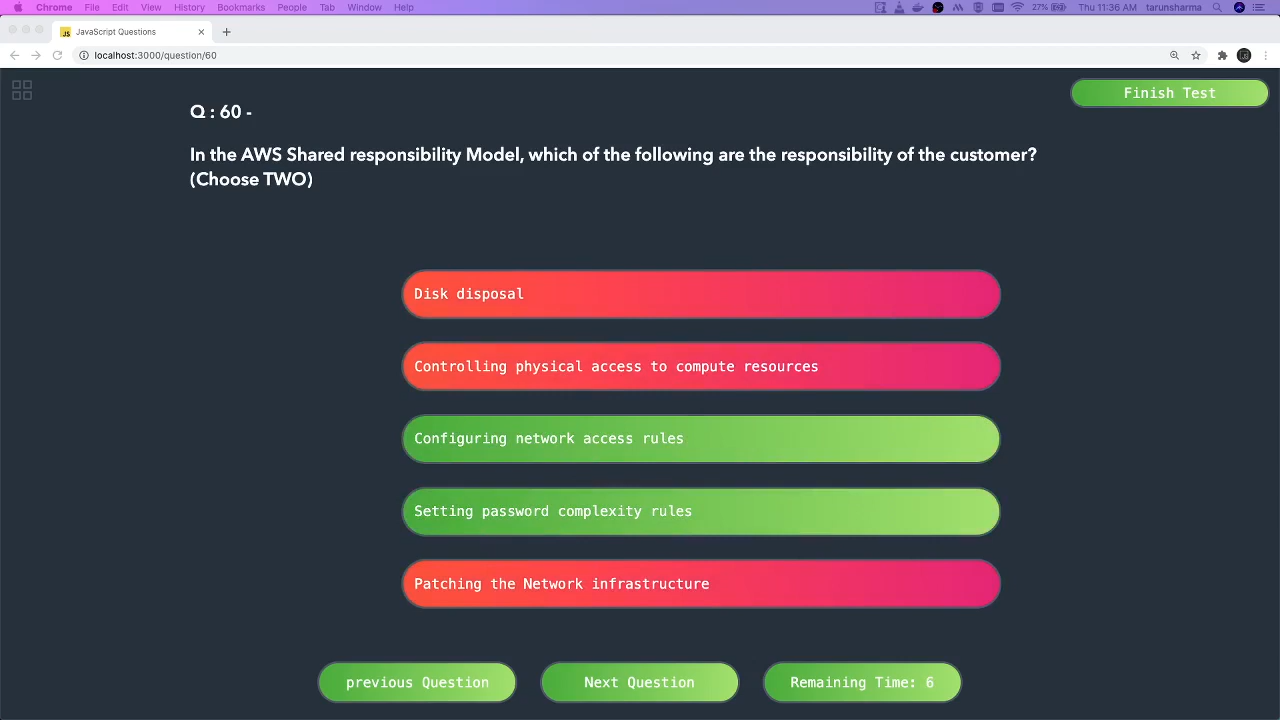 Chrome File Edit View History Bookmarks People Tab Window Help 27% Thu 11:36 AM tarunsharma
JS JavaScript Questions
localhost:3000/question/60
Finish Test
Q : 60 -
In the AWS Shared responsibility Model, which of the following are the responsibility of the customer?
(Choose TWO)
Disk disposal
Controlling physical access to compute resources
Configuring network access rules
Setting password complexity rules
Patching the Network infrastructure
previous Question Next Question Remaining Time: 6